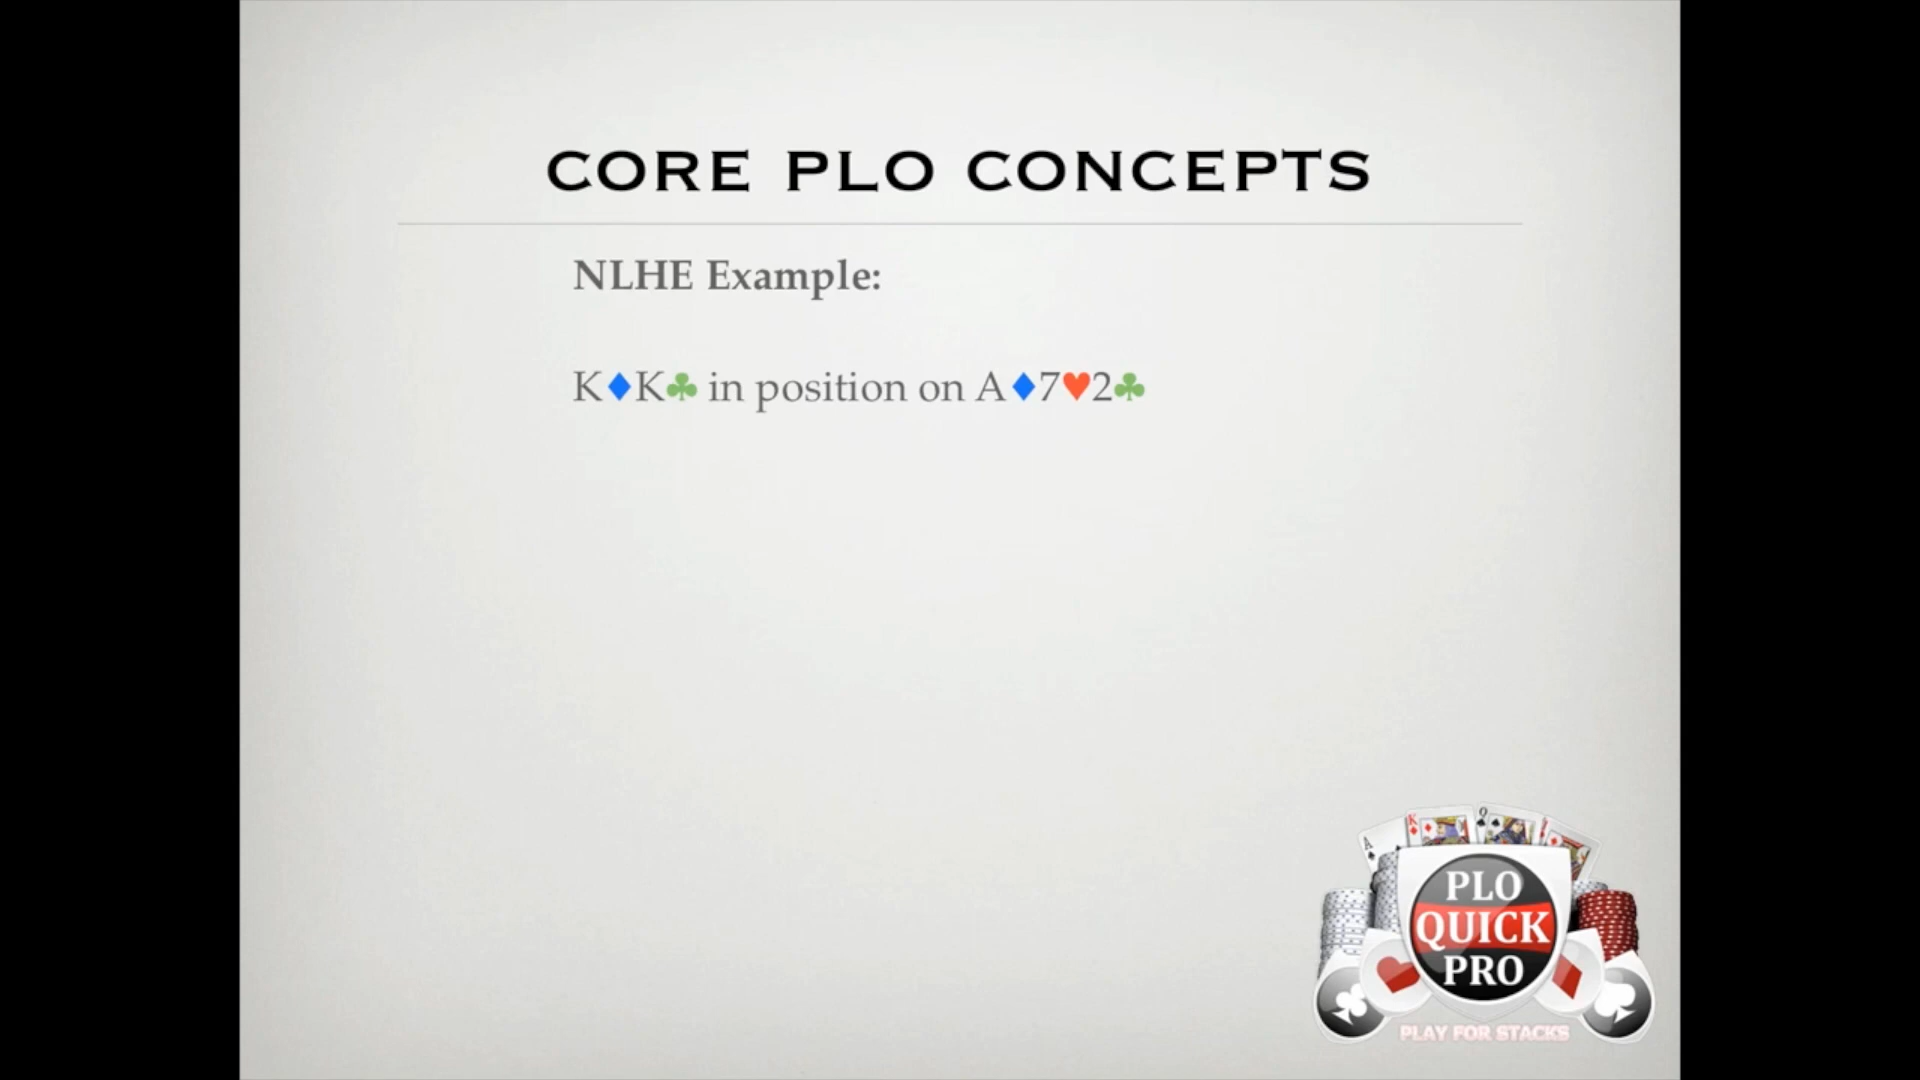 CORE PLO CONCEPTS
NLHE Example:
K♦K♣ in position on A♦7♥2♣
PLO
QUICK
PRO
PLAY FOR STACKS